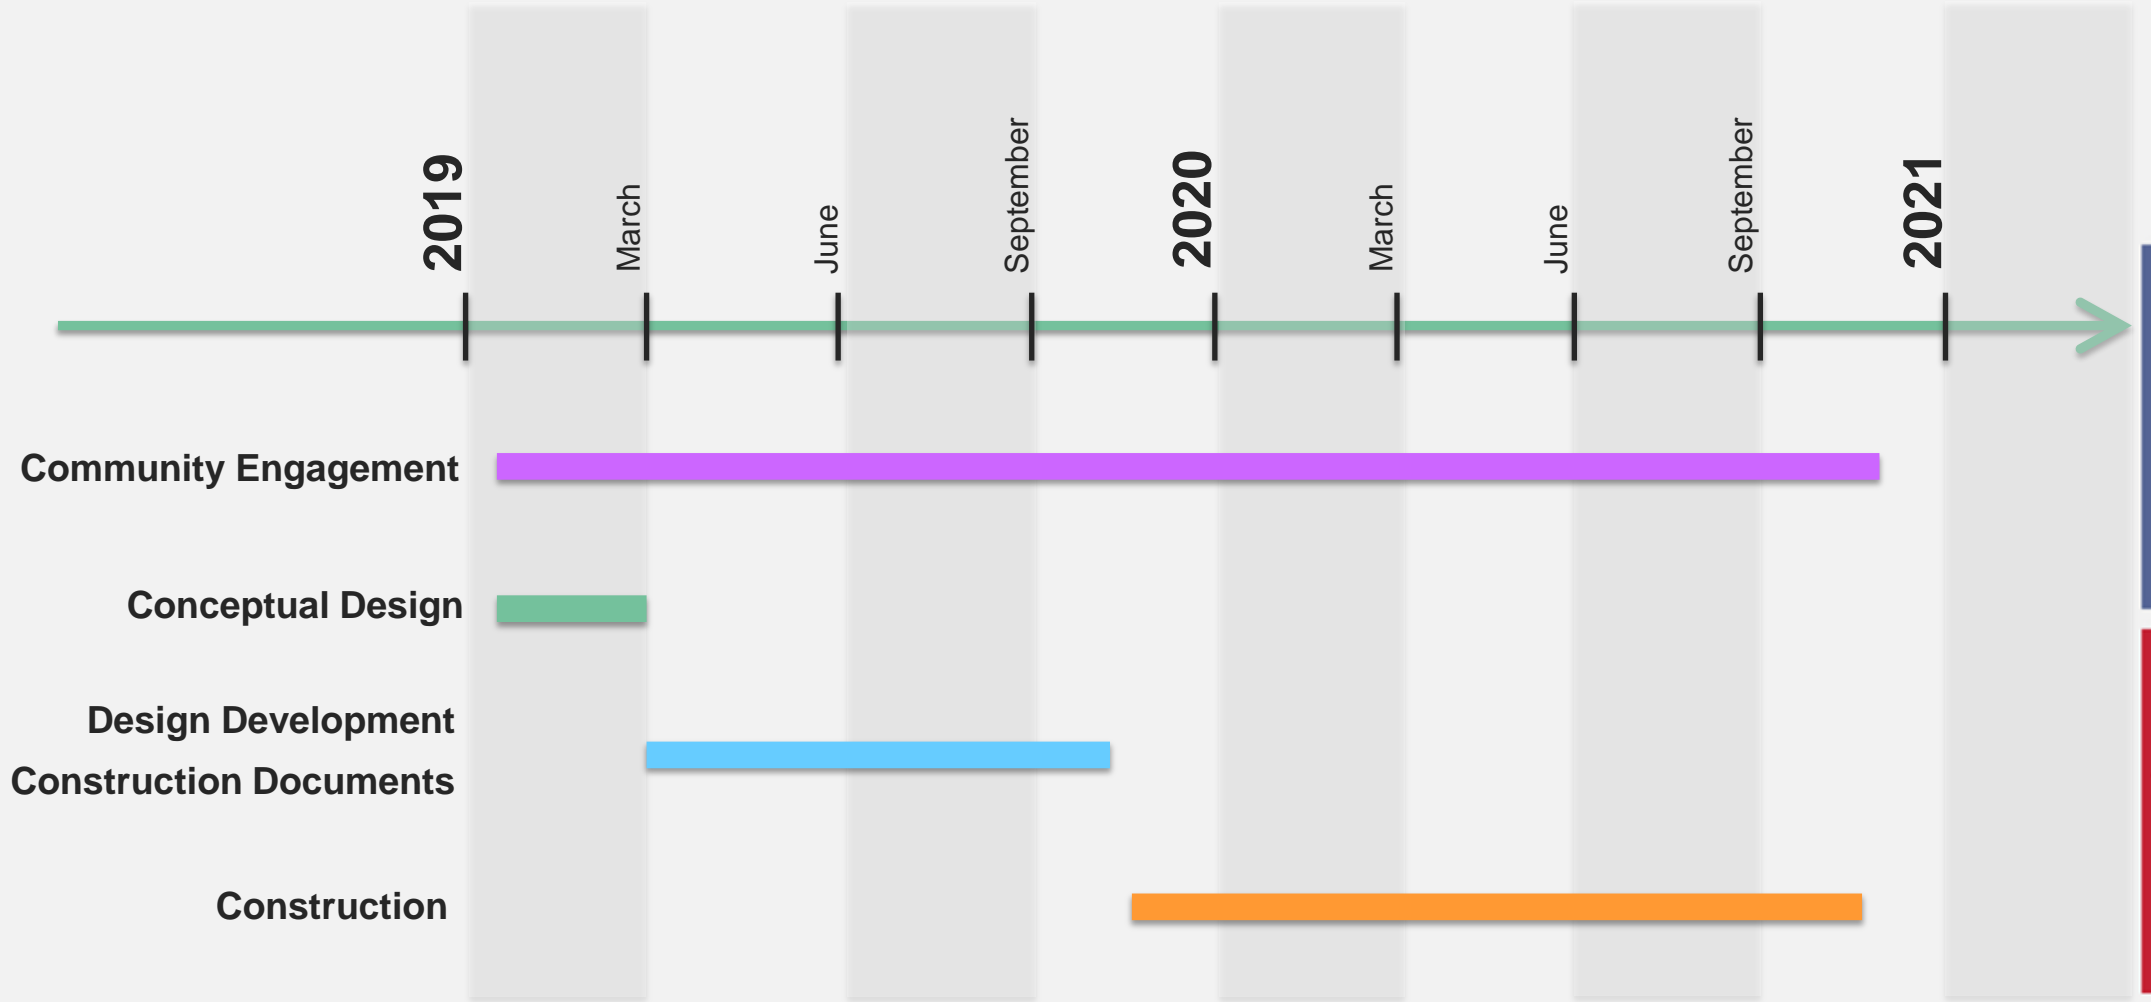 2019
March
June
September
2020
March
June
September
2021
Community Engagement
Conceptual Design
Design Development
Construction Documents
Construction